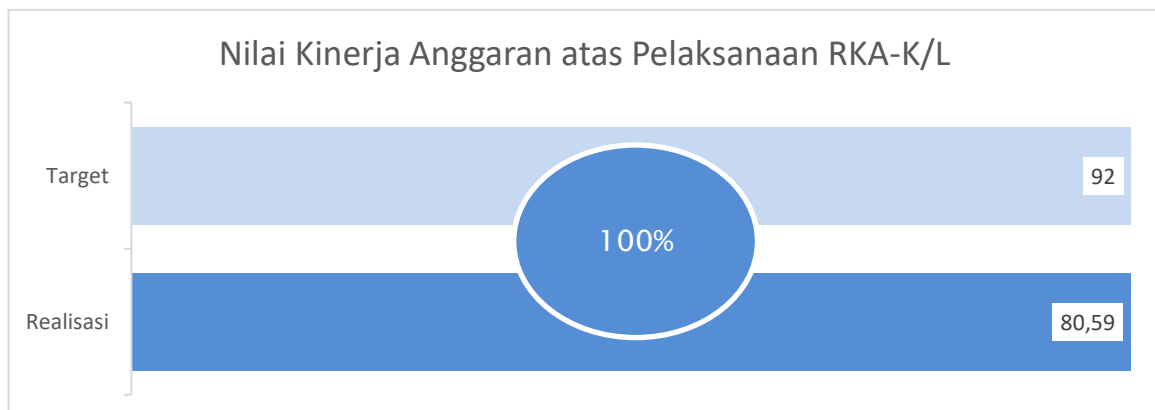 Nilai Kinerja Anggaran atas Pelaksanaan RKA-K/L
Target
92
100%
Realisasi
80,59